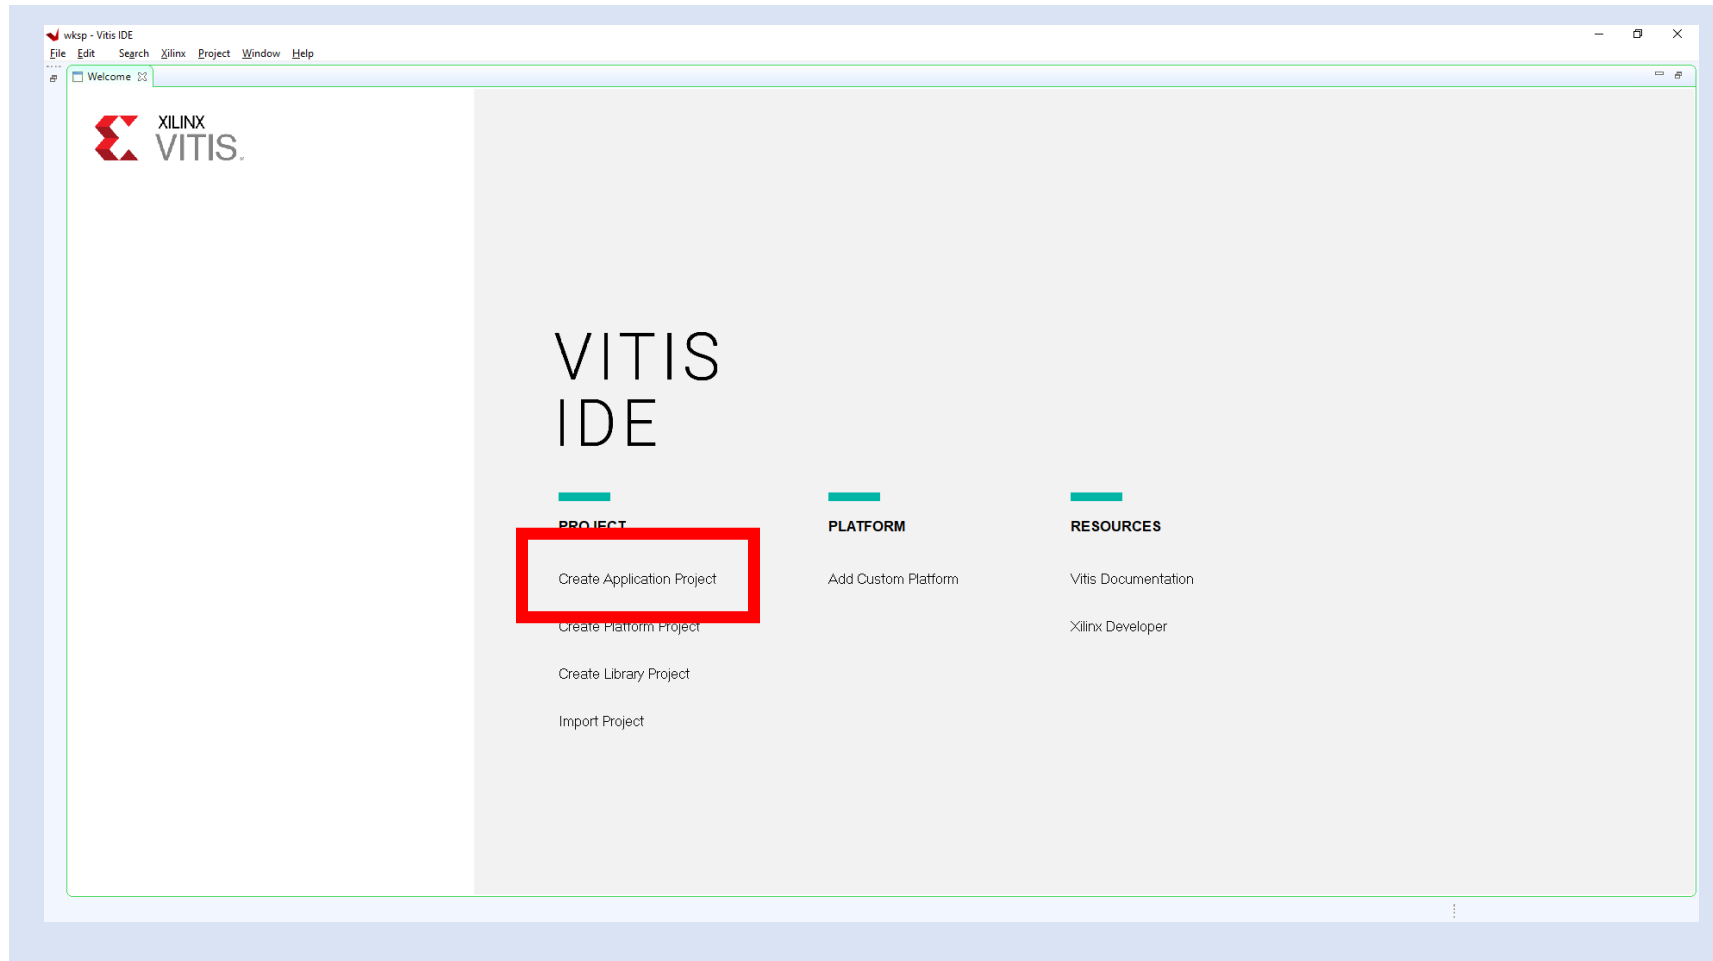 wksp - Vitis IDE
File Edit Search Xilinx Project Window Help
Welcome
XILINX
VITIS
VITIS
IDE
PROJECT
PLATFORM
RESOURCES
Create Application Project
Add Custom Platform
Vitis Documentation
Create Platform Project
Xilinx Developer
Create Library Project
Import Project